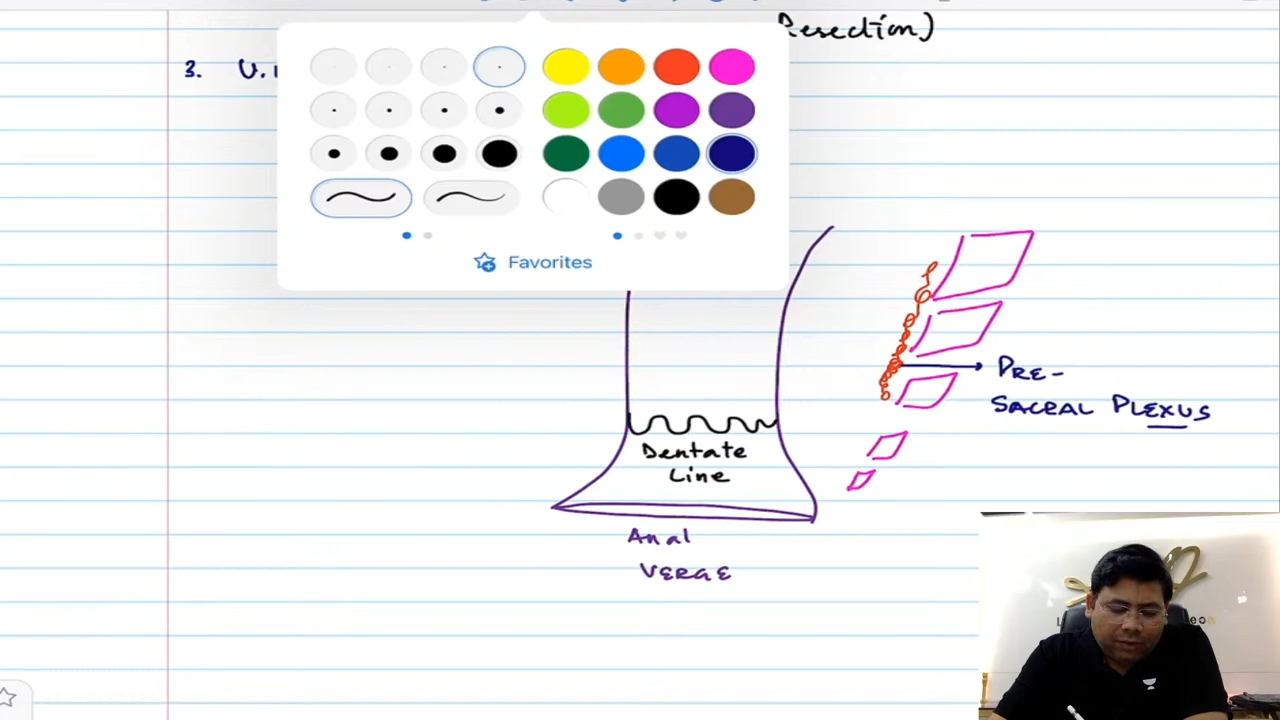 Resection)
3. U.
Favorites
PRE-
SACRAL PLEXUS
Dentate
Line
Anal
VERGE